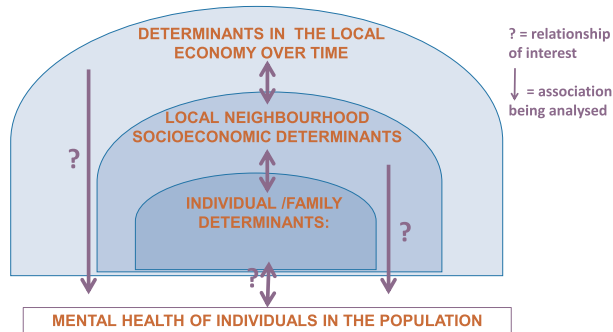 DETERMINANTS IN THE LOCAL
ECONOMY OVER TIME
? = relationship
of interest
= association
being analysed
LOCAL NEIGHBOURHOOD
SOCIOECONOMIC DETERMINANTS
?
INDIVIDUAL /FAMILY
DETERMINANTS:
?
?
MENTAL HEALTH OF INDIVIDUALS IN THE POPULATION